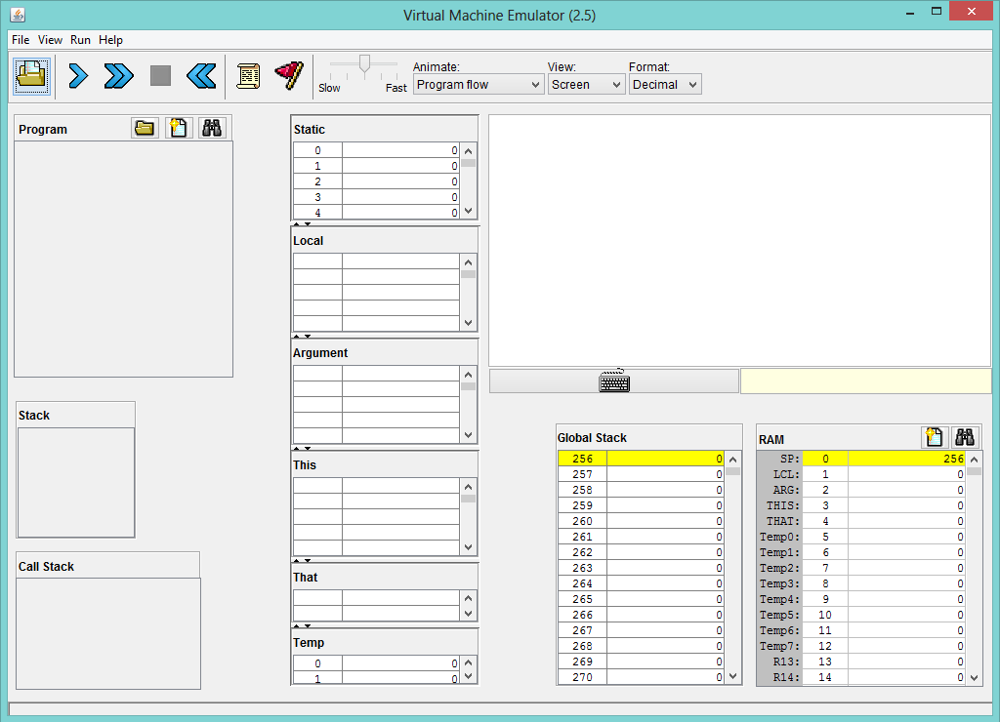 Virtual Machine Emulator (2.5)
File View Run Help
Slow Fast
Animate:
Program flow
View:
Screen
Format:
Decimal
Program
Stack
Call Stack
Static
0 0
1 0
2 0
3 0
4 0
Local
Argument
This
That
Temp
0 0
1 0
Global Stack
256 0
257 0
258 0
259 0
260 0
261 0
262 0
263 0
264 0
265 0
266 0
267 0
268 0
269 0
270 0
RAM
SP: 0 256
LCL: 1 0
ARG: 2 0
THIS: 3 0
THAT: 4 0
Temp0: 5 0
Temp1: 6 0
Temp2: 7 0
Temp3: 8 0
Temp4: 9 0
Temp5: 10 0
Temp6: 11 0
Temp7: 12 0
R13: 13 0
R14: 14 0